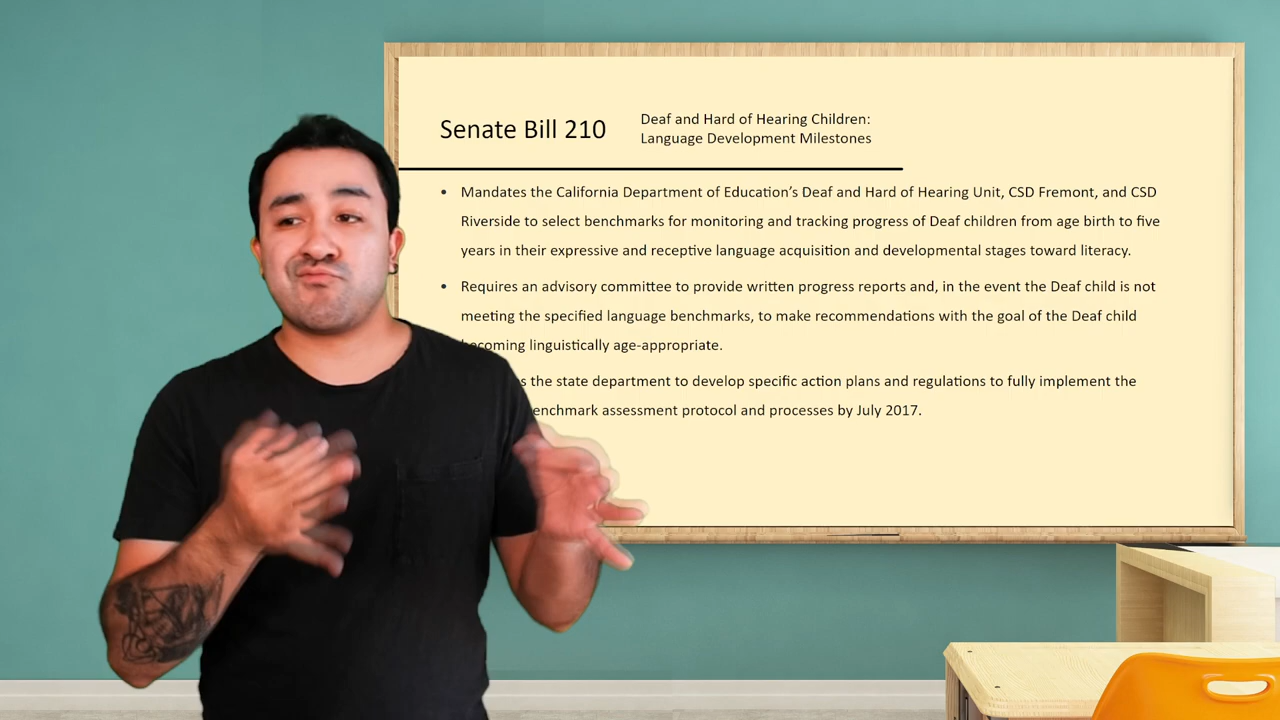 Senate Bill 210
Deaf and Hard of Hearing Children:
Language Development Milestones
• Mandates the California Department of Education’s Deaf and Hard of Hearing Unit, CSD Fremont, and CSD
Riverside to select benchmarks for monitoring and tracking progress of Deaf children from age birth to five
years in their expressive and receptive language acquisition and developmental stages toward literacy.
• Requires an advisory committee to provide written progress reports and, in the event the Deaf child is not
meeting the specified language benchmarks, to make recommendations with the goal of the Deaf child
becoming linguistically age-appropriate.
the state department to develop specific action plans and regulations to fully implement the
assessment protocol and processes by July 2017.